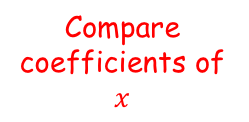 Compare
coefficients of
x